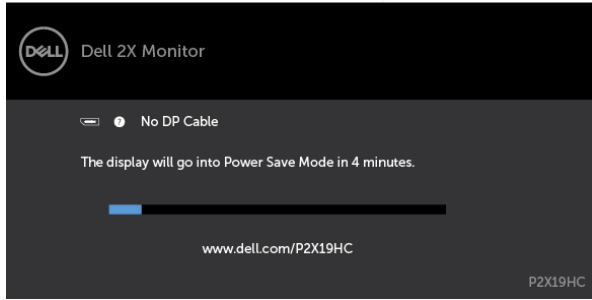 DELL
Dell 2X Monitor
? No DP Cable
The display will go into Power Save Mode in 4 minutes.
www.dell.com/P2X19HC
P2X19HC